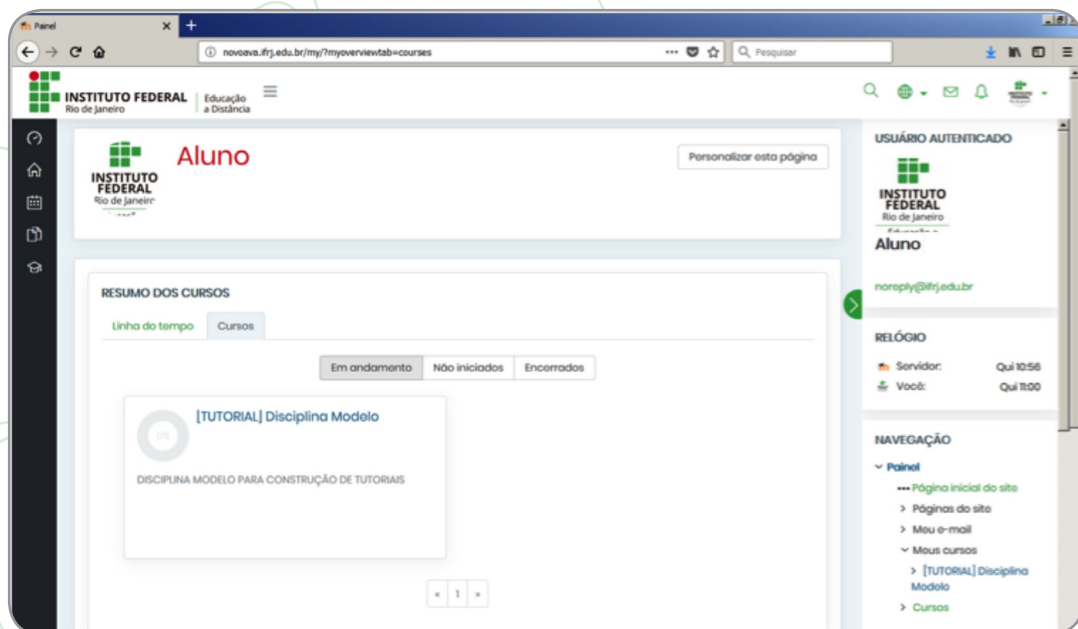 Painel
novoava.ifrj.edu.br/my/?myoverviewtab=courses
Pesquisar
INSTITUTO FEDERAL
Rio de Janeiro
Educação
a Distância
INSTITUTO
FEDERAL
Rio de Janeiro
Aluno
Personalizar esta página
RESUMO DOS CURSOS
Linha do tempo
Cursos
Em andamento
Não iniciados
Encerrados
0%
[TUTORIAL] Disciplina Modelo
DISCIPLINA MODELO PARA CONSTRUÇÃO DE TUTORIAIS
« 1 »
USUÁRIO AUTENTICADO
INSTITUTO
FEDERAL
Rio de Janeiro
Aluno
noreply@ifrj.edu.br
RELÓGIO
Servidor: Qui 10:56
Você: Qui 11:00
NAVEGAÇÃO
Painel
Página inicial do site
Páginas do site
Meu e-mail
Meus cursos
[TUTORIAL] Disciplina
Modelo
Cursos